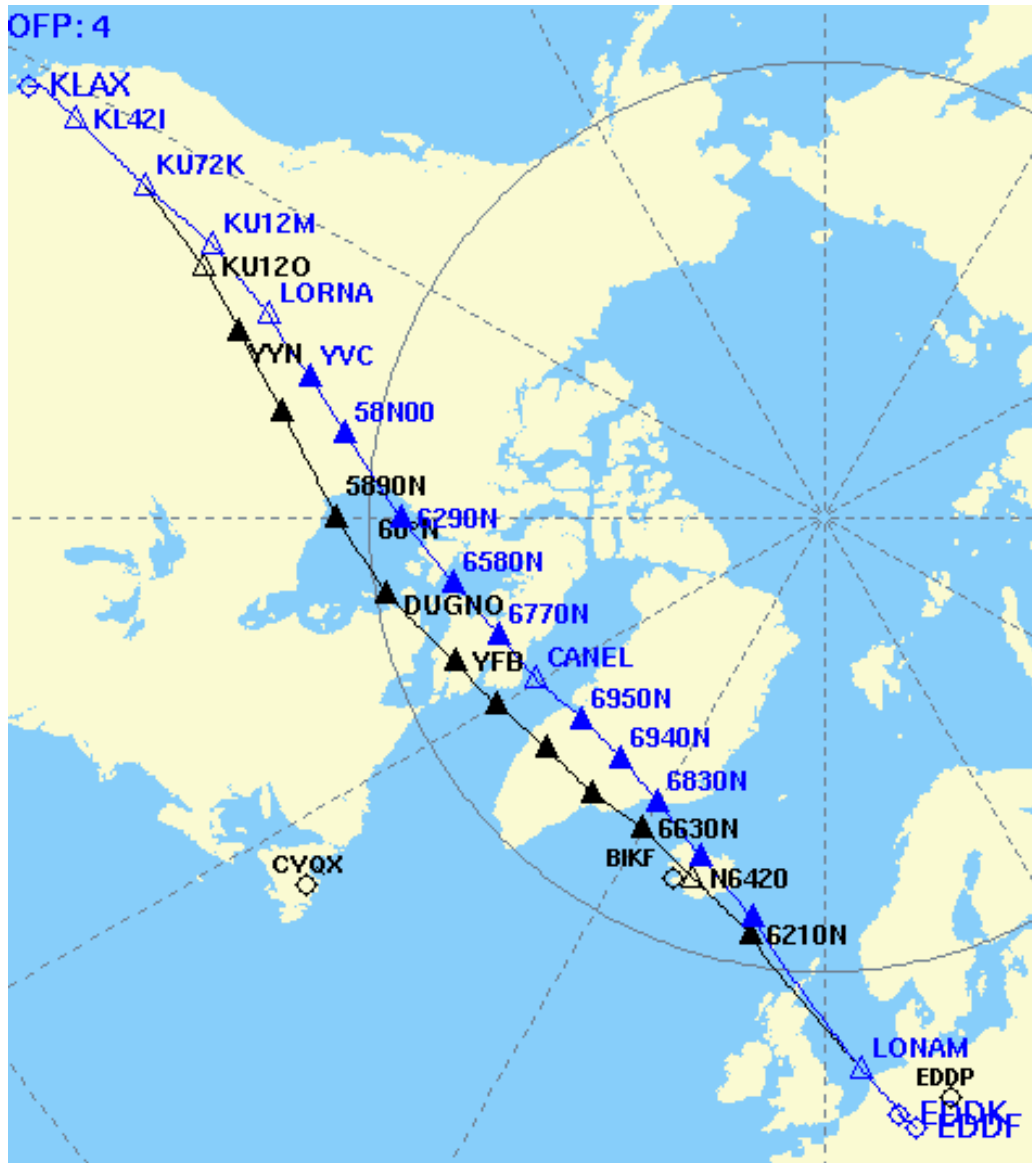 OFP: 4
KLAX
KL42I
KU72K
KU12M
KU12O
LORNA
YYN
YVC
58N00
5890N
6290N
60°N
6580N
DUGNO
6770N
YFB
CANEL
6950N
6940N
6830N
6630N
BIKF
CYQX
N6420
6210N
LONAM
EDDP
EDDK
EDDF